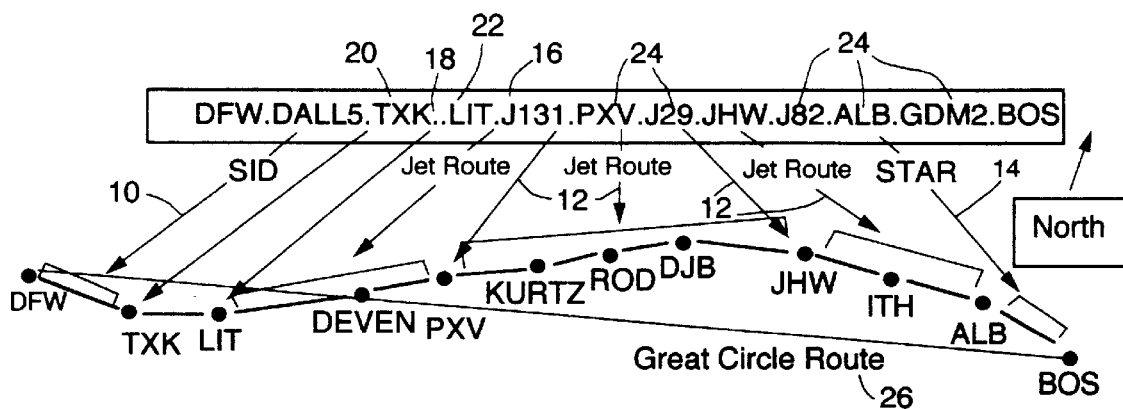 22
20 18 16 24 24
DFW.DALL5.TXK..LIT.J131.PXV.J29.JHW.J82.ALB.GDM2.BOS
SID Jet Route Jet Route Jet Route STAR 14
10 12 12 North
DFW TXK LIT DEVEN PXV KURTZ ROD DJB JHW ITH ALB BOS
Great Circle Route
26